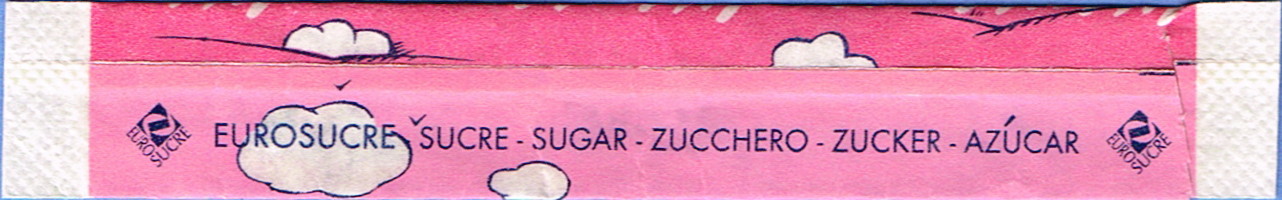 EUROSUCRE
EUROSUCRE - SUCRE - SUGAR - ZUCCHERO - ZUCKER - AZÚCAR
EUROSUCRE